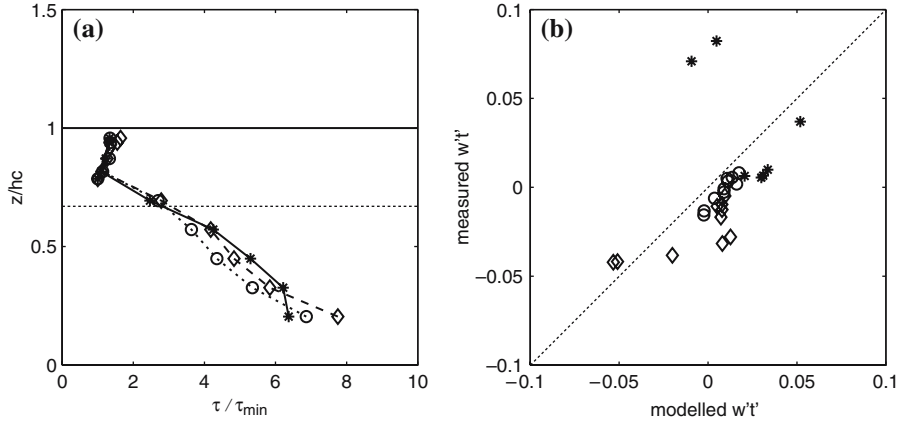 (a)
1.5
1
0.5
0
z/hc
0 2 4 6 8 10
τ / τmin
(b)
0.1
0.05
0
−0.05
−0.1
measured w't'
−0.1 −0.05 0 0.05 0.1
modelled w't'